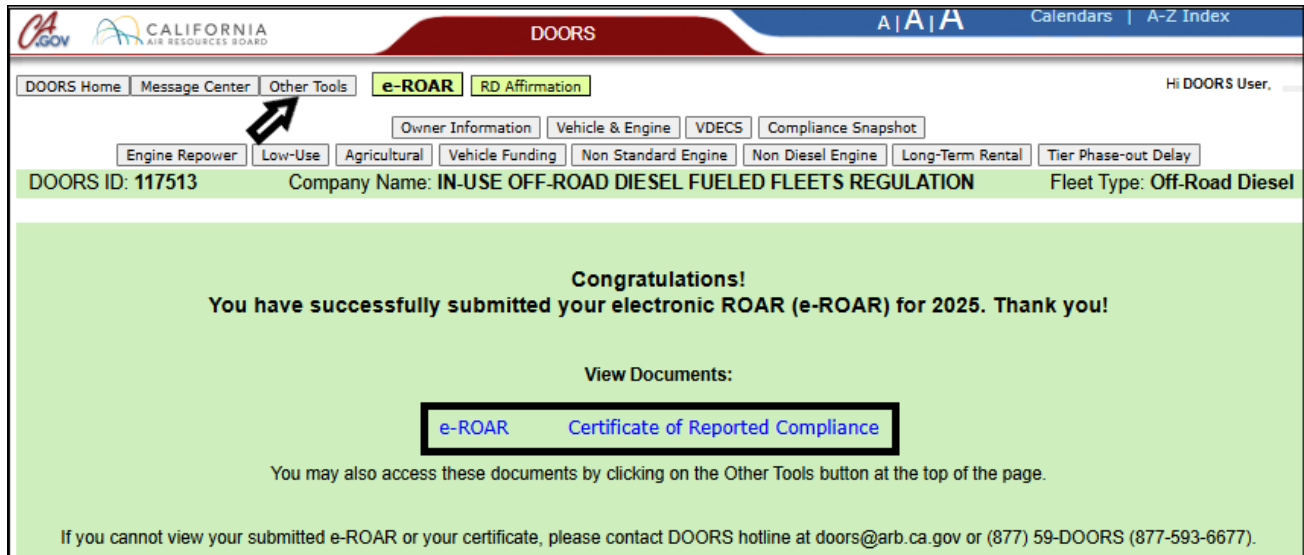 CA.GOV CALIFORNIA AIR RESOURCES BOARD DOORS A | A | A Calendars | A-Z Index
DOORS Home Message Center Other Tools e-ROAR RD Affirmation Hi DOORS User,
Owner Information Vehicle & Engine VDECS Compliance Snapshot
Engine Repower Low-Use Agricultural Vehicle Funding Non Standard Engine Non Diesel Engine Long-Term Rental Tier Phase-out Delay
DOORS ID: 117513 Company Name: IN-USE OFF-ROAD DIESEL FUELED FLEETS REGULATION Fleet Type: Off-Road Diesel
Congratulations!
You have successfully submitted your electronic ROAR (e-ROAR) for 2025. Thank you!
View Documents:
e-ROAR Certificate of Reported Compliance
You may also access these documents by clicking on the Other Tools button at the top of the page.
If you cannot view your submitted e-ROAR or your certificate, please contact DOORS hotline at doors@arb.ca.gov or (877) 59-DOORS (877-593-6677).